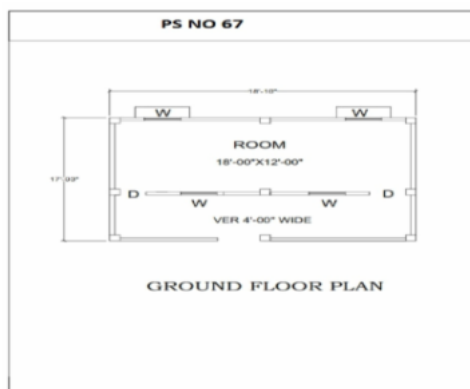 PS NO 67
W
W
ROOM
18'-00"X12'-00"
D
D
W
W
VER 4'-00" WIDE
GROUND FLOOR PLAN